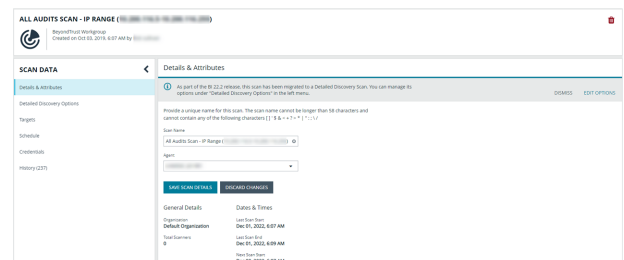 ALL AUDITS SCAN - IP RANGE (
BeyondTrust Workgroup
Created on Oct 03, 2019, 6:07 AM by
SCAN DATA
Details & Attributes
Detailed Discovery Options
Targets
Schedule
Credentials
History (237)
Details & Attributes
As part of the BI 22.2 release, this scan has been migrated to a Detailed Discovery Scan. You can manage its
options under "Detailed Discovery Options" in the left menu.
DISMISS EDIT OPTIONS
Provide a unique name for this scan. The scan name cannot be longer than 58 characters and
cannot contain any of the following characters
Scan Name
All Audits Scan - IP Range (
Agent
SAVE SCAN DETAILS DISCARD CHANGES
General Details Dates & Times
Organization Last Scan Start
Default Organization Dec 01, 2022, 6:07 AM
Total Scanners Last Scan End
0 Dec 01, 2022, 6:09 AM
Next Scan Start